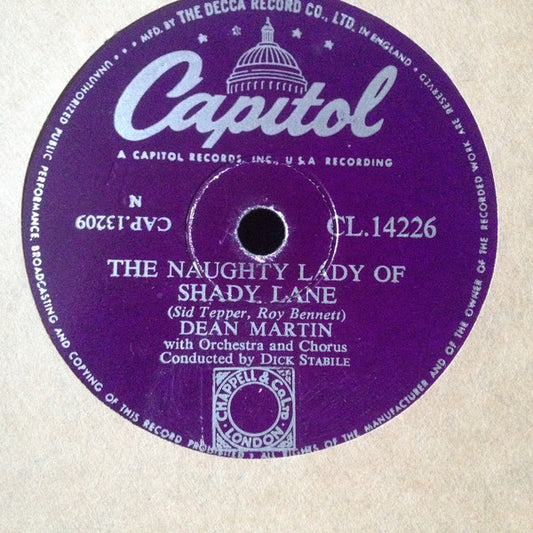 MFD. BY THE DECCA RECORD CO., LTD. IN ENGLAND •
Capitol
A CAPITOL RECORDS, INC., U.S.A. RECORDING
CAP.13209
N
CL.14226
THE NAUGHTY LADY OF
SHADY LANE
(Sid Tepper, Roy Bennett)
DEAN MARTIN
with Orchestra and Chorus
Conducted by DICK STABILE
CHAPPELL & CO LTD
LONDON
UNAUTHORIZED PUBLIC PERFORMANCE, BROADCASTING AND COPYING OF THIS RECORD PROHIBITED • ALL RIGHTS OF THE MANUFACTURER AND OF THE OWNER OF THE RECORDED WORK ARE RESERVED